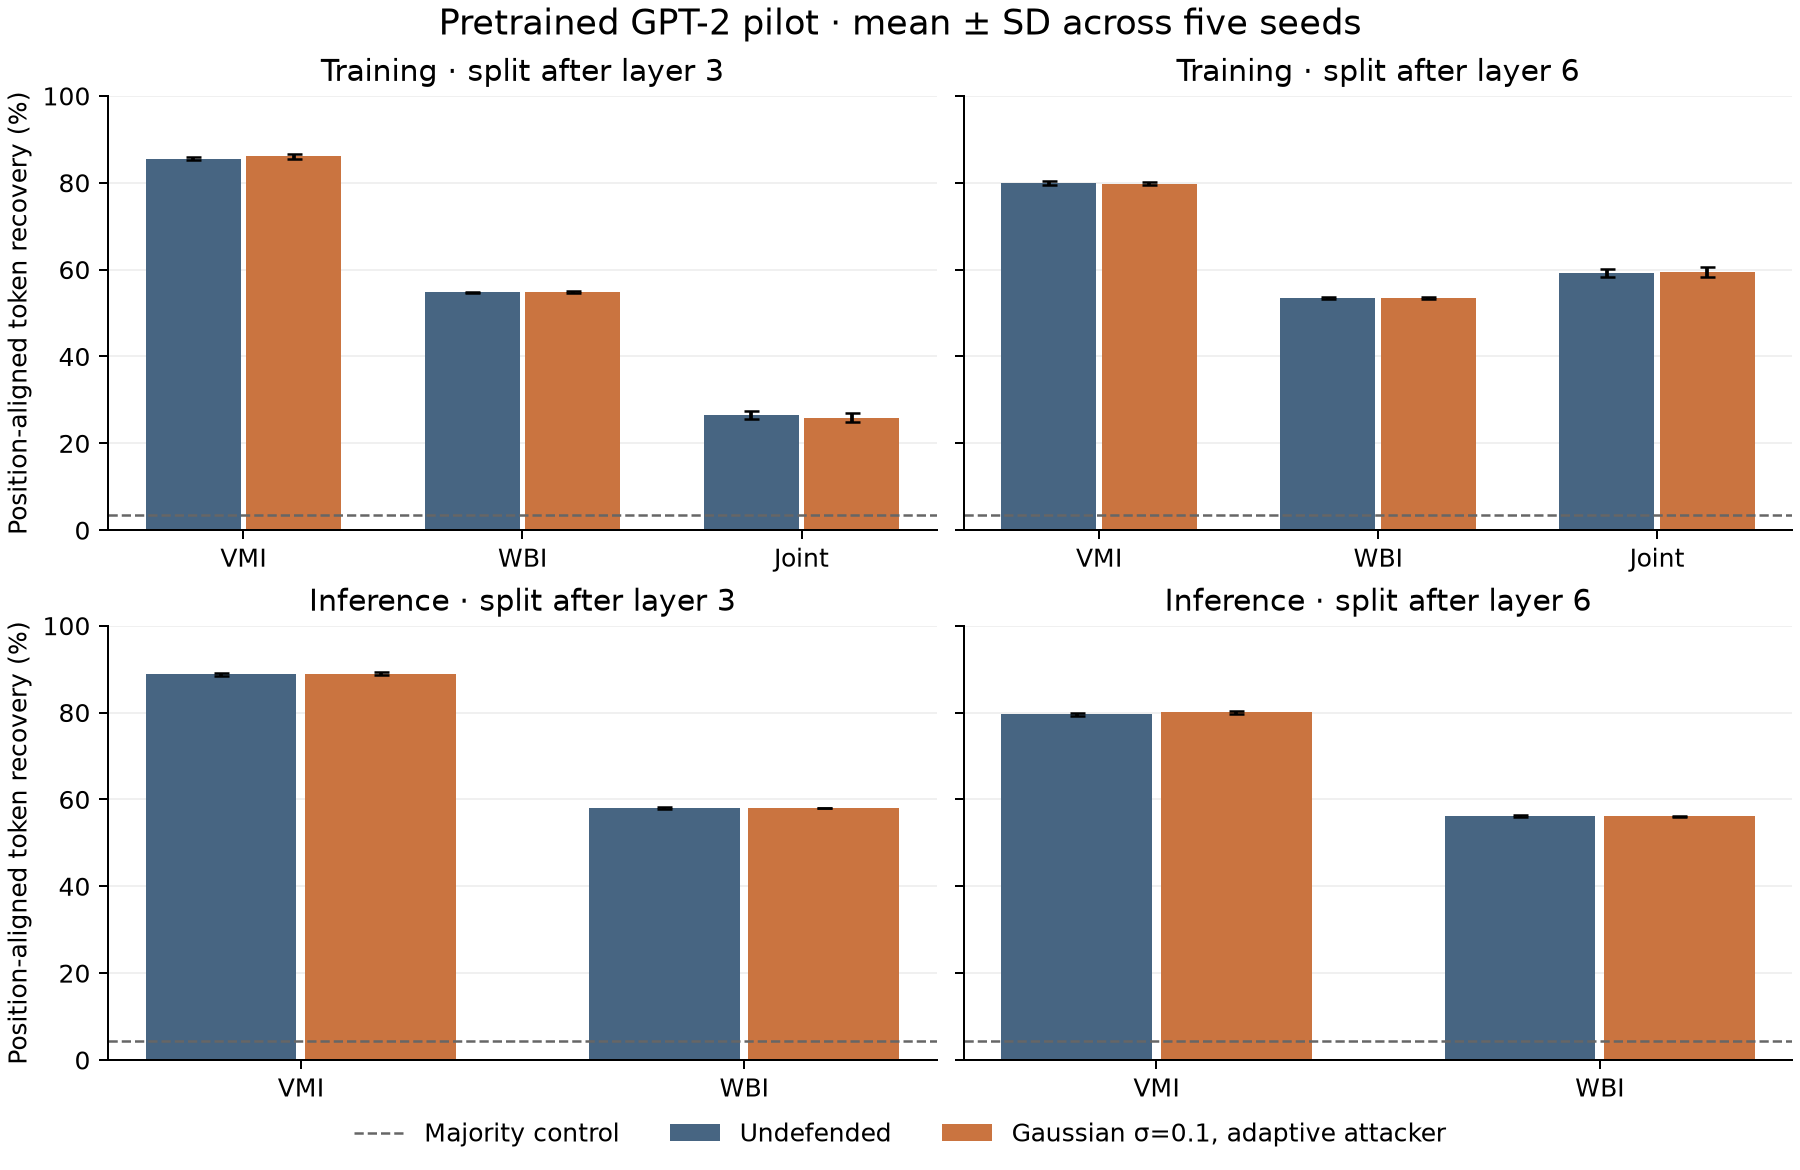 Pretrained GPT-2 pilot · mean ± SD across five seeds
Training · split after layer 3
Training · split after layer 6
Position-aligned token recovery (%)
100
80
60
40
20
0
VMI
WBI
Joint
VMI
WBI
Joint
Inference · split after layer 3
Inference · split after layer 6
Position-aligned token recovery (%)
100
80
60
40
20
0
VMI
WBI
VMI
WBI
Majority control
Undefended
Gaussian σ=0.1, adaptive attacker